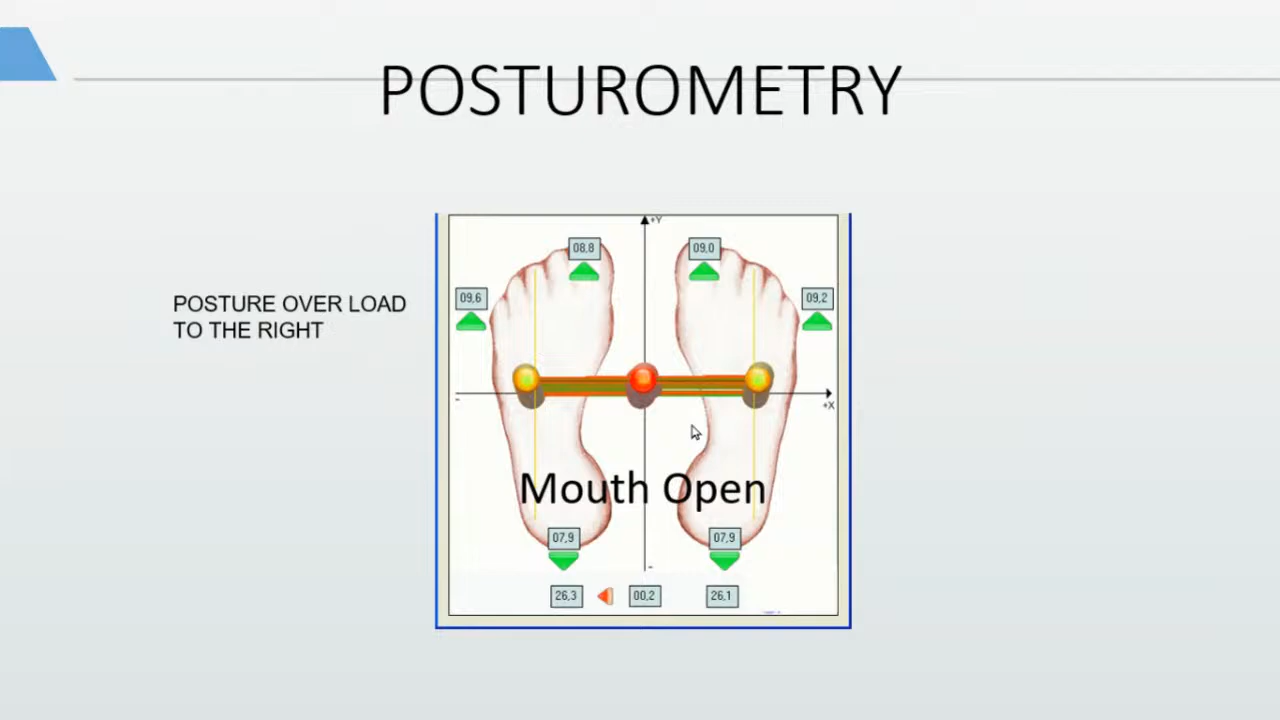 POSTUROMETRY
+Y
08,8
09,0
09,6
09,2
POSTURE OVER LOAD
TO THE RIGHT
-
+X
Mouth Open
07,9
07,9
-
26,3
00,2
26,1